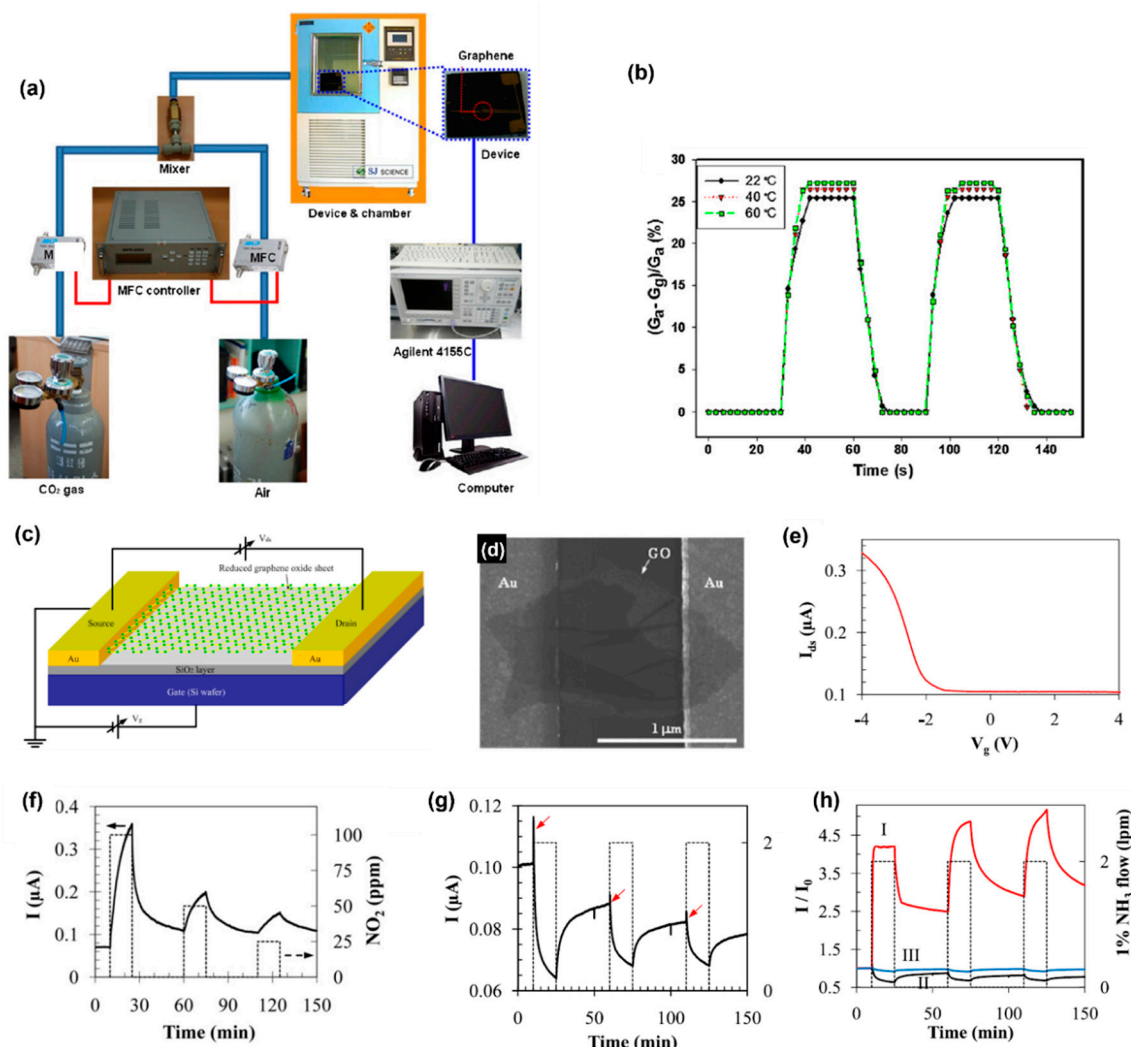 (a)
Graphene
Device
Mixer
SJ SCIENCE
Device & chamber
M
MFC
MFC controller
Agilent 4155C
CO₂ gas
Air
Computer
(b)
22 °C
40 °C
60 °C
(Gₐ- G_g)/Gₐ (%)
30
25
20
15
10
5
0
0 20 40 60 80 100 120 140
Time (s)
(c)
V_ds
Reduced graphene oxide sheet
Source
Drain
Au
Au
SiO₂ layer
Gate (Si wafer)
V_g
(d)
GO
Au
Au
1 μm
(e)
I_ds (μA)
0.3
0.2
0.1
-4 -2 0 2 4
V_g (V)
(f)
I (μA)
0.4
0.3
0.2
0.1
0
NO₂ (ppm)
100
75
50
25
0
0 30 60 90 120 150
Time (min)
(g)
I (μA)
0.12
0.10
0.08
0.06
2
1
0
0 50 100 150
Time (min)
(h)
I / I₀
4.5
3.5
2.5
1.5
0.5
I
III
II
1% NH₃ flow (lpm)
2
1
0
0 50 100 150
Time (min)